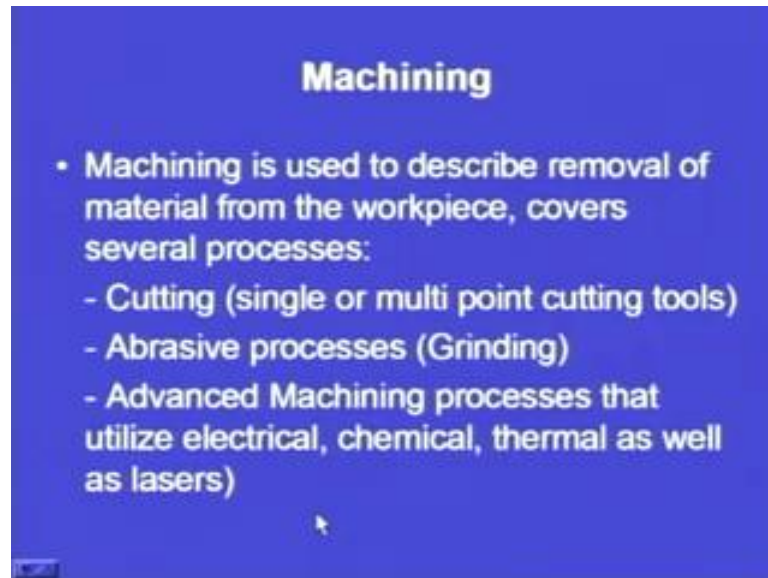 Machining
• Machining is used to describe removal of
material from the workpiece, covers
several processes:
- Cutting (single or multi point cutting tools)
- Abrasive processes (Grinding)
- Advanced Machining processes that
utilize electrical, chemical, thermal as well
as lasers)